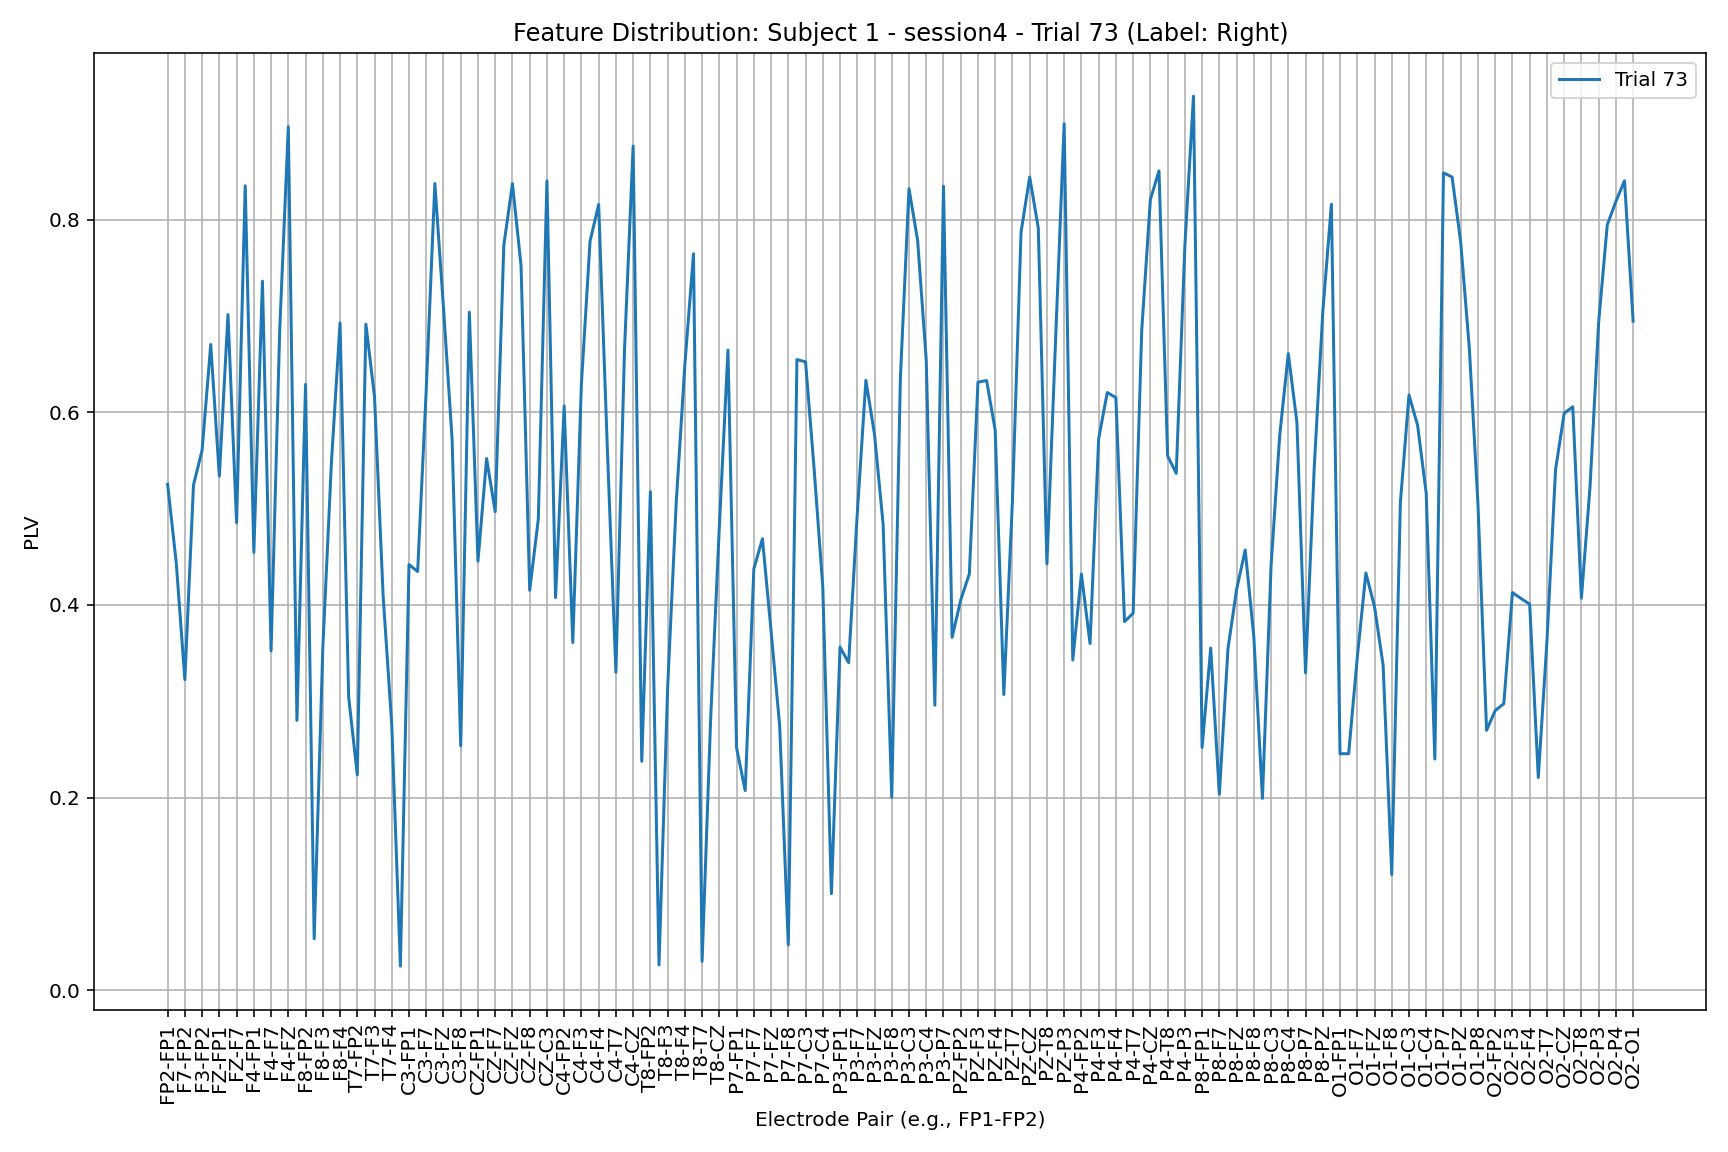 Feature Distribution: Subject 1 - session4 - Trial 73 (Label: Right)
Trial 73
PLV
0.8
0.6
0.4
0.2
0.0
FP2-FP1
F7-FP2
F3-FP2
FZ-FP1
FZ-F7
F4-FP1
F4-F7
F4-FZ
F8-FP2
F8-F3
F8-F4
T7-FP2
T7-F3
T7-F4
C3-FP1
C3-F7
C3-FZ
C3-F8
CZ-FP1
CZ-F7
CZ-FZ
CZ-F8
CZ-C3
C4-FP2
C4-F3
C4-F4
C4-T7
C4-CZ
T8-FP2
T8-F3
T8-F4
T8-T7
T8-CZ
P7-FP1
P7-F7
P7-FZ
P7-F8
P7-C3
P7-C4
P3-FP1
P3-F7
P3-FZ
P3-F8
P3-C3
P3-C4
P3-P7
PZ-FP2
PZ-F3
PZ-F4
PZ-T7
PZ-CZ
PZ-T8
PZ-P3
P4-FP2
P4-F3
P4-F4
P4-T7
P4-CZ
P4-T8
P4-P3
P8-FP1
P8-F7
P8-FZ
P8-F8
P8-C3
P8-C4
P8-P7
P8-PZ
O1-FP1
O1-F7
O1-FZ
O1-F8
O1-C3
O1-C4
O1-P7
O1-PZ
O1-P8
O2-FP2
O2-F3
O2-F4
O2-T7
O2-CZ
O2-T8
O2-P3
O2-P4
O2-O1
Electrode Pair (e.g., FP1-FP2)